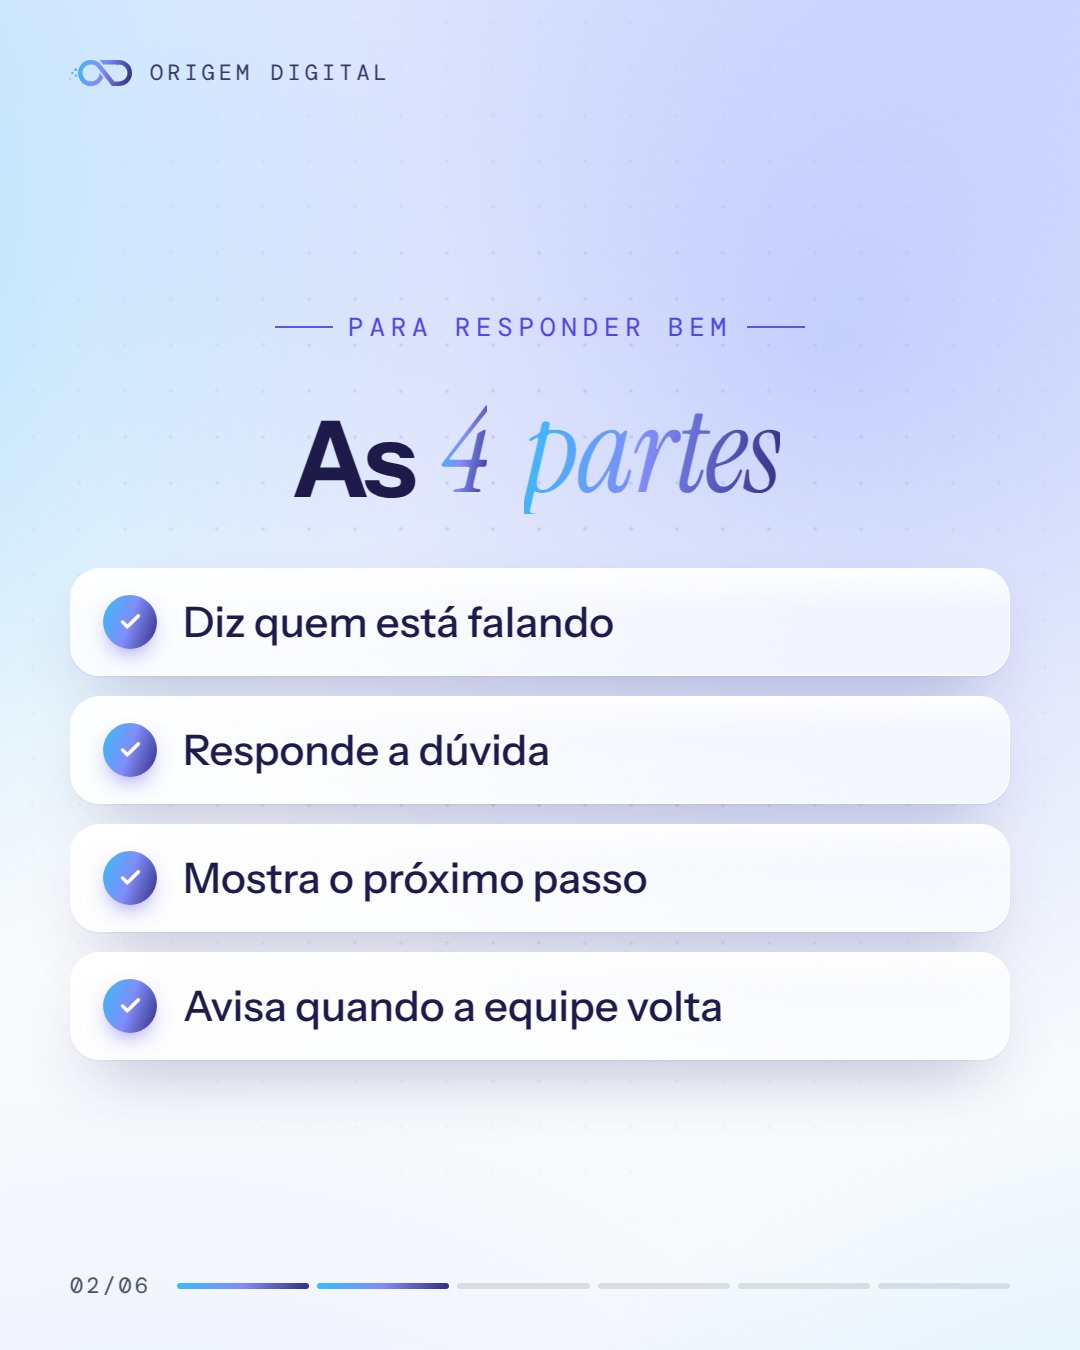 ORIGEM DIGITAL
PARA RESPONDER BEM
As 4 partes
Diz quem está falando
Responde a dúvida
Mostra o próximo passo
Avisa quando a equipe volta
02/06